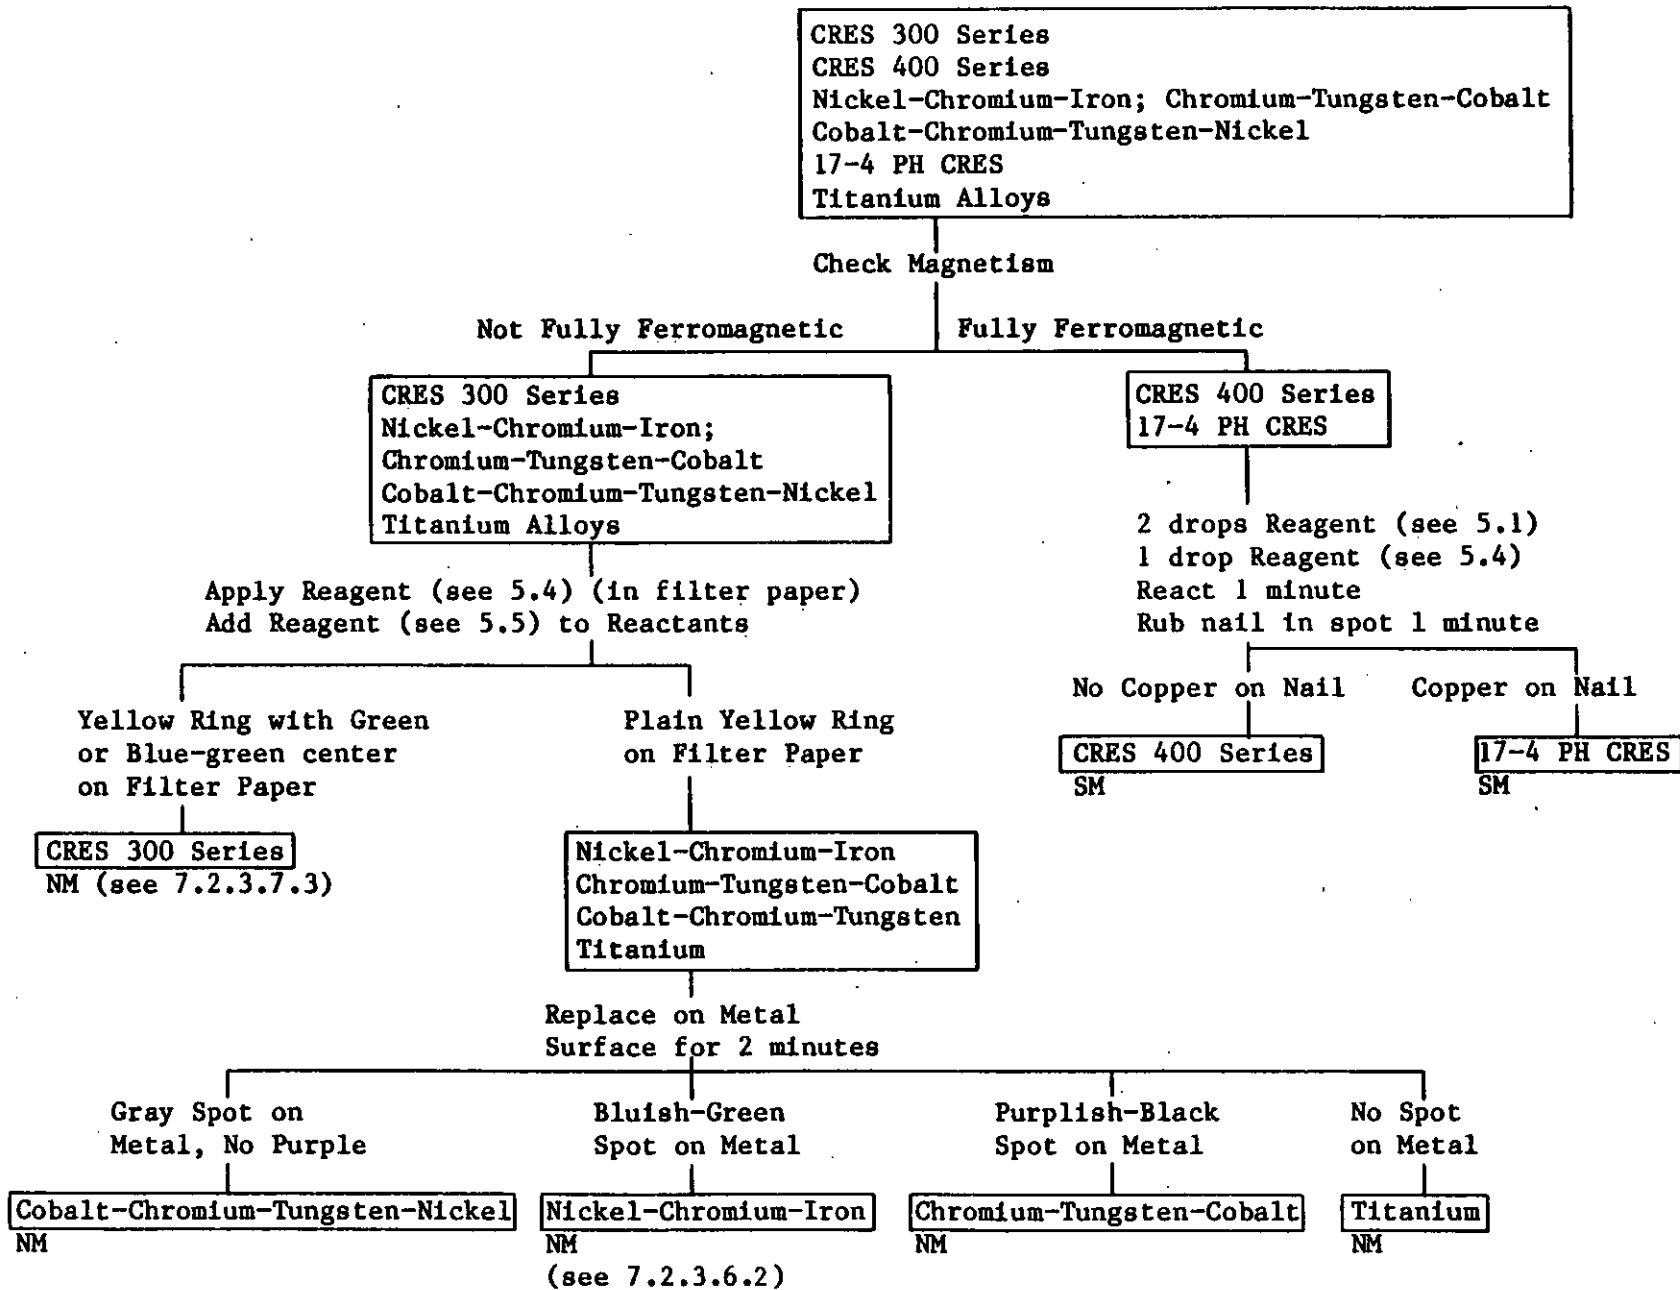 CRES 300 Series
CRES 400 Series
Nickel-Chromium-Iron; Chromium-Tungsten-Cobalt
Cobalt-Chromium-Tungsten-Nickel
17-4 PH CRES
Titanium Alloys
Check Magnetism
Not Fully Ferromagnetic
Fully Ferromagnetic
CRES 300 Series
Nickel-Chromium-Iron;
Chromium-Tungsten-Cobalt
Cobalt-Chromium-Tungsten-Nickel
Titanium Alloys
CRES 400 Series
17-4 PH CRES
Apply Reagent (see 5.4) (in filter paper)
Add Reagent (see 5.5) to Reactants
2 drops Reagent (see 5.1)
1 drop Reagent (see 5.4)
React 1 minute
Rub nail in spot 1 minute
Yellow Ring with Green
or Blue-green center
on Filter Paper
Plain Yellow Ring
on Filter Paper
No Copper on Nail
Copper on Nail
CRES 300 Series
NM (see 7.2.3.7.3)
Nickel-Chromium-Iron
Chromium-Tungsten-Cobalt
Cobalt-Chromium-Tungsten
Titanium
CRES 400 Series
SM
17-4 PH CRES
SM
Replace on Metal
Surface for 2 minutes
Gray Spot on
Metal, No Purple
Bluish-Green
Spot on Metal
Purplish-Black
Spot on Metal
No Spot
on Metal
Cobalt-Chromium-Tungsten-Nickel
NM
Nickel-Chromium-Iron
NM
(see 7.2.3.6.2)
Chromium-Tungsten-Cobalt
NM
Titanium
NM